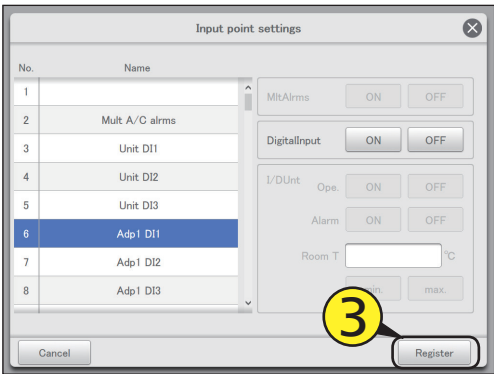 Input point settings
No. Name
1
2 Mult A/C alrms
3 Unit DI1
4 Unit DI2
5 Unit DI3
6 Adp1 DI1
7 Adp1 DI2
8 Adp1 DI3
MltAlrms ON OFF
DigitalInput ON OFF
I/DUnt Ope. ON OFF
Alarm ON OFF
Room T °C
min. max.
3
Cancel Register